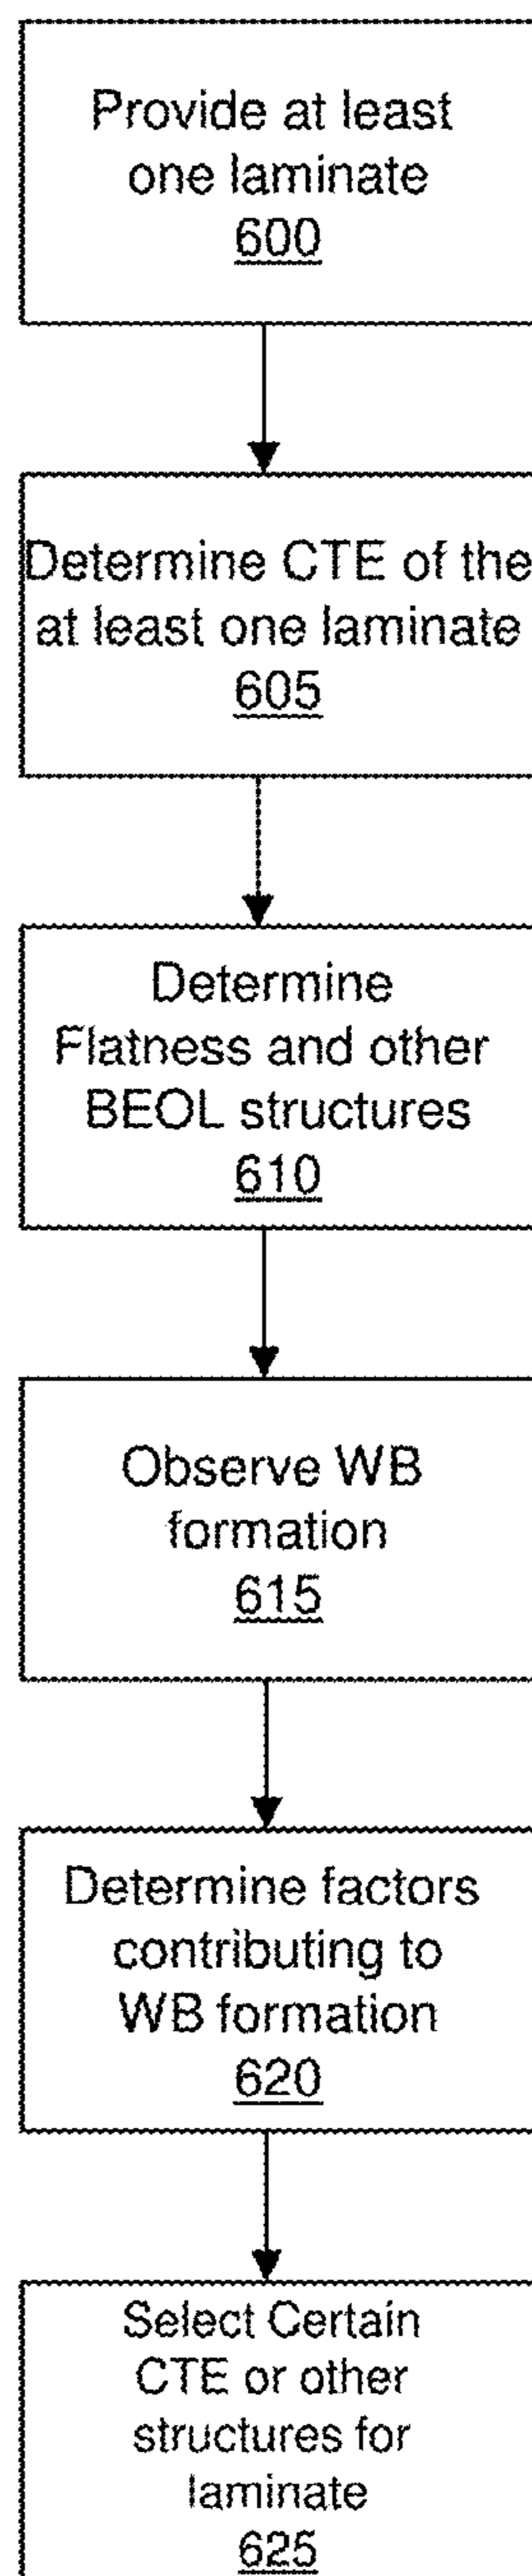 Provide at least
one laminate
600
Determine CTE of the
at least one laminate
605
Determine
Flatness and other
BEOL structures
610
Observe WB
formation
615
Determine factors
contributing to
WB formation
620
Select Certain
CTE or other
structures for
laminate
625